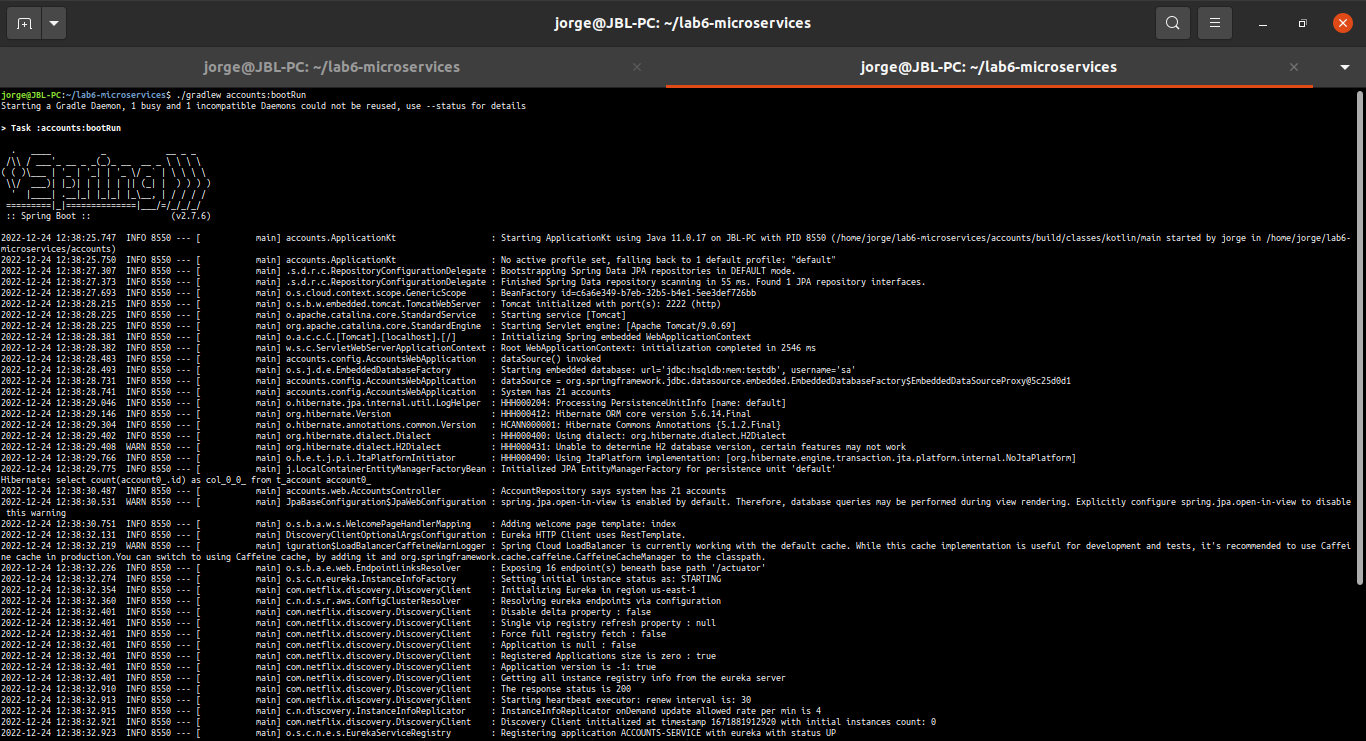 jorge@JBL-PC: ~/lab6-microservices
jorge@JBL-PC: ~/lab6-microservices
jorge@JBL-PC: ~/lab6-microservices
jorge@JBL-PC:~/lab6-microservices$ ./gradlew accounts:bootRun
Starting a Gradle Daemon, 1 busy and 1 incompatible Daemons could not be reused, use --status for details
> Task :accounts:bootRun
  .   ____          _            __ _ _
 /\\ / ___'_ __ _ _(_)_ __  __ _ \ \ \ \
( ( )\___ | '_ | '_| | '_ \/ _` | \ \ \ \
 \\/  ___)| |_)| | | | | || (_| |  ) ) ) )
  '  |____| .__|_| |_|_| |_\__, | / / / /
 =========|_|==============|___/=/_/_/_/
 :: Spring Boot ::                (v2.7.6)
2022-12-24 12:38:25.747  INFO 8550 --- [           main] accounts.ApplicationKt                   : Starting ApplicationKt using Java 11.0.17 on JBL-PC with PID 8550 (/home/jorge/lab6-microservices/accounts/build/classes/kotlin/main started by jorge in /home/jorge/lab6-
microservices/accounts)
2022-12-24 12:38:25.750  INFO 8550 --- [           main] accounts.ApplicationKt                   : No active profile set, falling back to 1 default profile: "default"
2022-12-24 12:38:27.307  INFO 8550 --- [           main] .s.d.r.c.RepositoryConfigurationDelegate : Bootstrapping Spring Data JPA repositories in DEFAULT mode.
2022-12-24 12:38:27.373  INFO 8550 --- [           main] .s.d.r.c.RepositoryConfigurationDelegate : Finished Spring Data repository scanning in 55 ms. Found 1 JPA repository interfaces.
2022-12-24 12:38:27.693  INFO 8550 --- [           main] o.s.cloud.context.scope.GenericScope     : BeanFactory id=c6a6e349-b7eb-32b5-b4e1-5ee3def726bb
2022-12-24 12:38:28.215  INFO 8550 --- [           main] o.s.b.w.embedded.tomcat.TomcatWebServer  : Tomcat initialized with port(s): 2222 (http)
2022-12-24 12:38:28.225  INFO 8550 --- [           main] o.apache.catalina.core.StandardService   : Starting service [Tomcat]
2022-12-24 12:38:28.225  INFO 8550 --- [           main] org.apache.catalina.core.StandardEngine  : Starting Servlet engine: [Apache Tomcat/9.0.69]
2022-12-24 12:38:28.381  INFO 8550 --- [           main] o.a.c.c.C.[Tomcat].[localhost].[/]       : Initializing Spring embedded WebApplicationContext
2022-12-24 12:38:28.382  INFO 8550 --- [           main] w.s.c.ServletWebServerApplicationContext : Root WebApplicationContext: initialization completed in 2546 ms
2022-12-24 12:38:28.483  INFO 8550 --- [           main] accounts.config.AccountsWebApplication   : dataSource() invoked
2022-12-24 12:38:28.493  INFO 8550 --- [           main] o.s.j.d.e.EmbeddedDatabaseFactory        : Starting embedded database: url='jdbc:hsqldb:mem:testdb', username='sa'
2022-12-24 12:38:28.731  INFO 8550 --- [           main] accounts.config.AccountsWebApplication   : dataSource = org.springframework.jdbc.datasource.embedded.EmbeddedDatabaseFactory$EmbeddedDataSourceProxy@5c25d0d1
2022-12-24 12:38:28.741  INFO 8550 --- [           main] accounts.config.AccountsWebApplication   : System has 21 accounts
2022-12-24 12:38:29.046  INFO 8550 --- [           main] o.hibernate.jpa.internal.util.LogHelper  : HHH000204: Processing PersistenceUnitInfo [name: default]
2022-12-24 12:38:29.146  INFO 8550 --- [           main] org.hibernate.Version                    : HHH000412: Hibernate ORM core version 5.6.14.Final
2022-12-24 12:38:29.304  INFO 8550 --- [           main] o.hibernate.annotations.common.Version   : HCANN000001: Hibernate Commons Annotations {5.1.2.Final}
2022-12-24 12:38:29.402  INFO 8550 --- [           main] org.hibernate.dialect.Dialect            : HHH000400: Using dialect: org.hibernate.dialect.H2Dialect
2022-12-24 12:38:29.408  WARN 8550 --- [           main] org.hibernate.dialect.H2Dialect          : HHH000431: Unable to determine H2 database version, certain features may not work
2022-12-24 12:38:29.766  INFO 8550 --- [           main] o.h.e.t.j.p.i.JtaPlatformInitiator       : HHH000490: Using JtaPlatform implementation: [org.hibernate.engine.transaction.jta.platform.internal.NoJtaPlatform]
2022-12-24 12:38:29.775  INFO 8550 --- [           main] j.LocalContainerEntityManagerFactoryBean : Initialized JPA EntityManagerFactory for persistence unit 'default'
Hibernate: select count(account0_.id) as col_0_0_ from t_account account0_
2022-12-24 12:38:30.487  INFO 8550 --- [           main] accounts.web.AccountsController          : AccountRepository says system has 21 accounts
2022-12-24 12:38:30.531  WARN 8550 --- [           main] JpaBaseConfiguration$JpaWebConfiguration : spring.jpa.open-in-view is enabled by default. Therefore, database queries may be performed during view rendering. Explicitly configure spring.jpa.open-in-view to disable
 this warning
2022-12-24 12:38:30.751  INFO 8550 --- [           main] o.s.b.a.w.s.WelcomePageHandlerMapping    : Adding welcome page template: index
2022-12-24 12:38:32.131  INFO 8550 --- [           main] DiscoveryClientOptionalArgsConfiguration : Eureka HTTP Client uses RestTemplate.
2022-12-24 12:38:32.219  WARN 8550 --- [           main] iguration$LoadBalancerCaffeineWarnLogger : Spring Cloud LoadBalancer is currently working with the default cache. While this cache implementation is useful for development and tests, it's recommended to use Caffei
ne cache in production.You can switch to using Caffeine cache, by adding it and org.springframework.cache.caffeine.CaffeineCacheManager to the classpath.
2022-12-24 12:38:32.226  INFO 8550 --- [           main] o.s.b.a.e.web.EndpointLinksResolver      : Exposing 16 endpoint(s) beneath base path '/actuator'
2022-12-24 12:38:32.274  INFO 8550 --- [           main] o.s.c.n.eureka.InstanceInfoFactory       : Setting initial instance status as: STARTING
2022-12-24 12:38:32.354  INFO 8550 --- [           main] com.netflix.discovery.DiscoveryClient    : Initializing Eureka in region us-east-1
2022-12-24 12:38:32.360  INFO 8550 --- [           main] c.n.d.s.r.aws.ConfigClusterResolver      : Resolving eureka endpoints via configuration
2022-12-24 12:38:32.401  INFO 8550 --- [           main] com.netflix.discovery.DiscoveryClient    : Disable delta property : false
2022-12-24 12:38:32.401  INFO 8550 --- [           main] com.netflix.discovery.DiscoveryClient    : Single vip registry refresh property : null
2022-12-24 12:38:32.401  INFO 8550 --- [           main] com.netflix.discovery.DiscoveryClient    : Force full registry fetch : false
2022-12-24 12:38:32.401  INFO 8550 --- [           main] com.netflix.discovery.DiscoveryClient    : Application is null : false
2022-12-24 12:38:32.401  INFO 8550 --- [           main] com.netflix.discovery.DiscoveryClient    : Registered Applications size is zero : true
2022-12-24 12:38:32.401  INFO 8550 --- [           main] com.netflix.discovery.DiscoveryClient    : Application version is -1: true
2022-12-24 12:38:32.401  INFO 8550 --- [           main] com.netflix.discovery.DiscoveryClient    : Getting all instance registry info from the eureka server
2022-12-24 12:38:32.910  INFO 8550 --- [           main] com.netflix.discovery.DiscoveryClient    : The response status is 200
2022-12-24 12:38:32.913  INFO 8550 --- [           main] com.netflix.discovery.DiscoveryClient    : Starting heartbeat executor: renew interval is: 30
2022-12-24 12:38:32.915  INFO 8550 --- [           main] c.n.discovery.InstanceInfoReplicator     : InstanceInfoReplicator onDemand update allowed rate per min is 4
2022-12-24 12:38:32.921  INFO 8550 --- [           main] com.netflix.discovery.DiscoveryClient    : Discovery Client initialized at timestamp 1671881912920 with initial instances count: 0
2022-12-24 12:38:32.923  INFO 8550 --- [           main] o.s.c.n.e.s.EurekaServiceRegistry        : Registering application ACCOUNTS-SERVICE with eureka with status UP